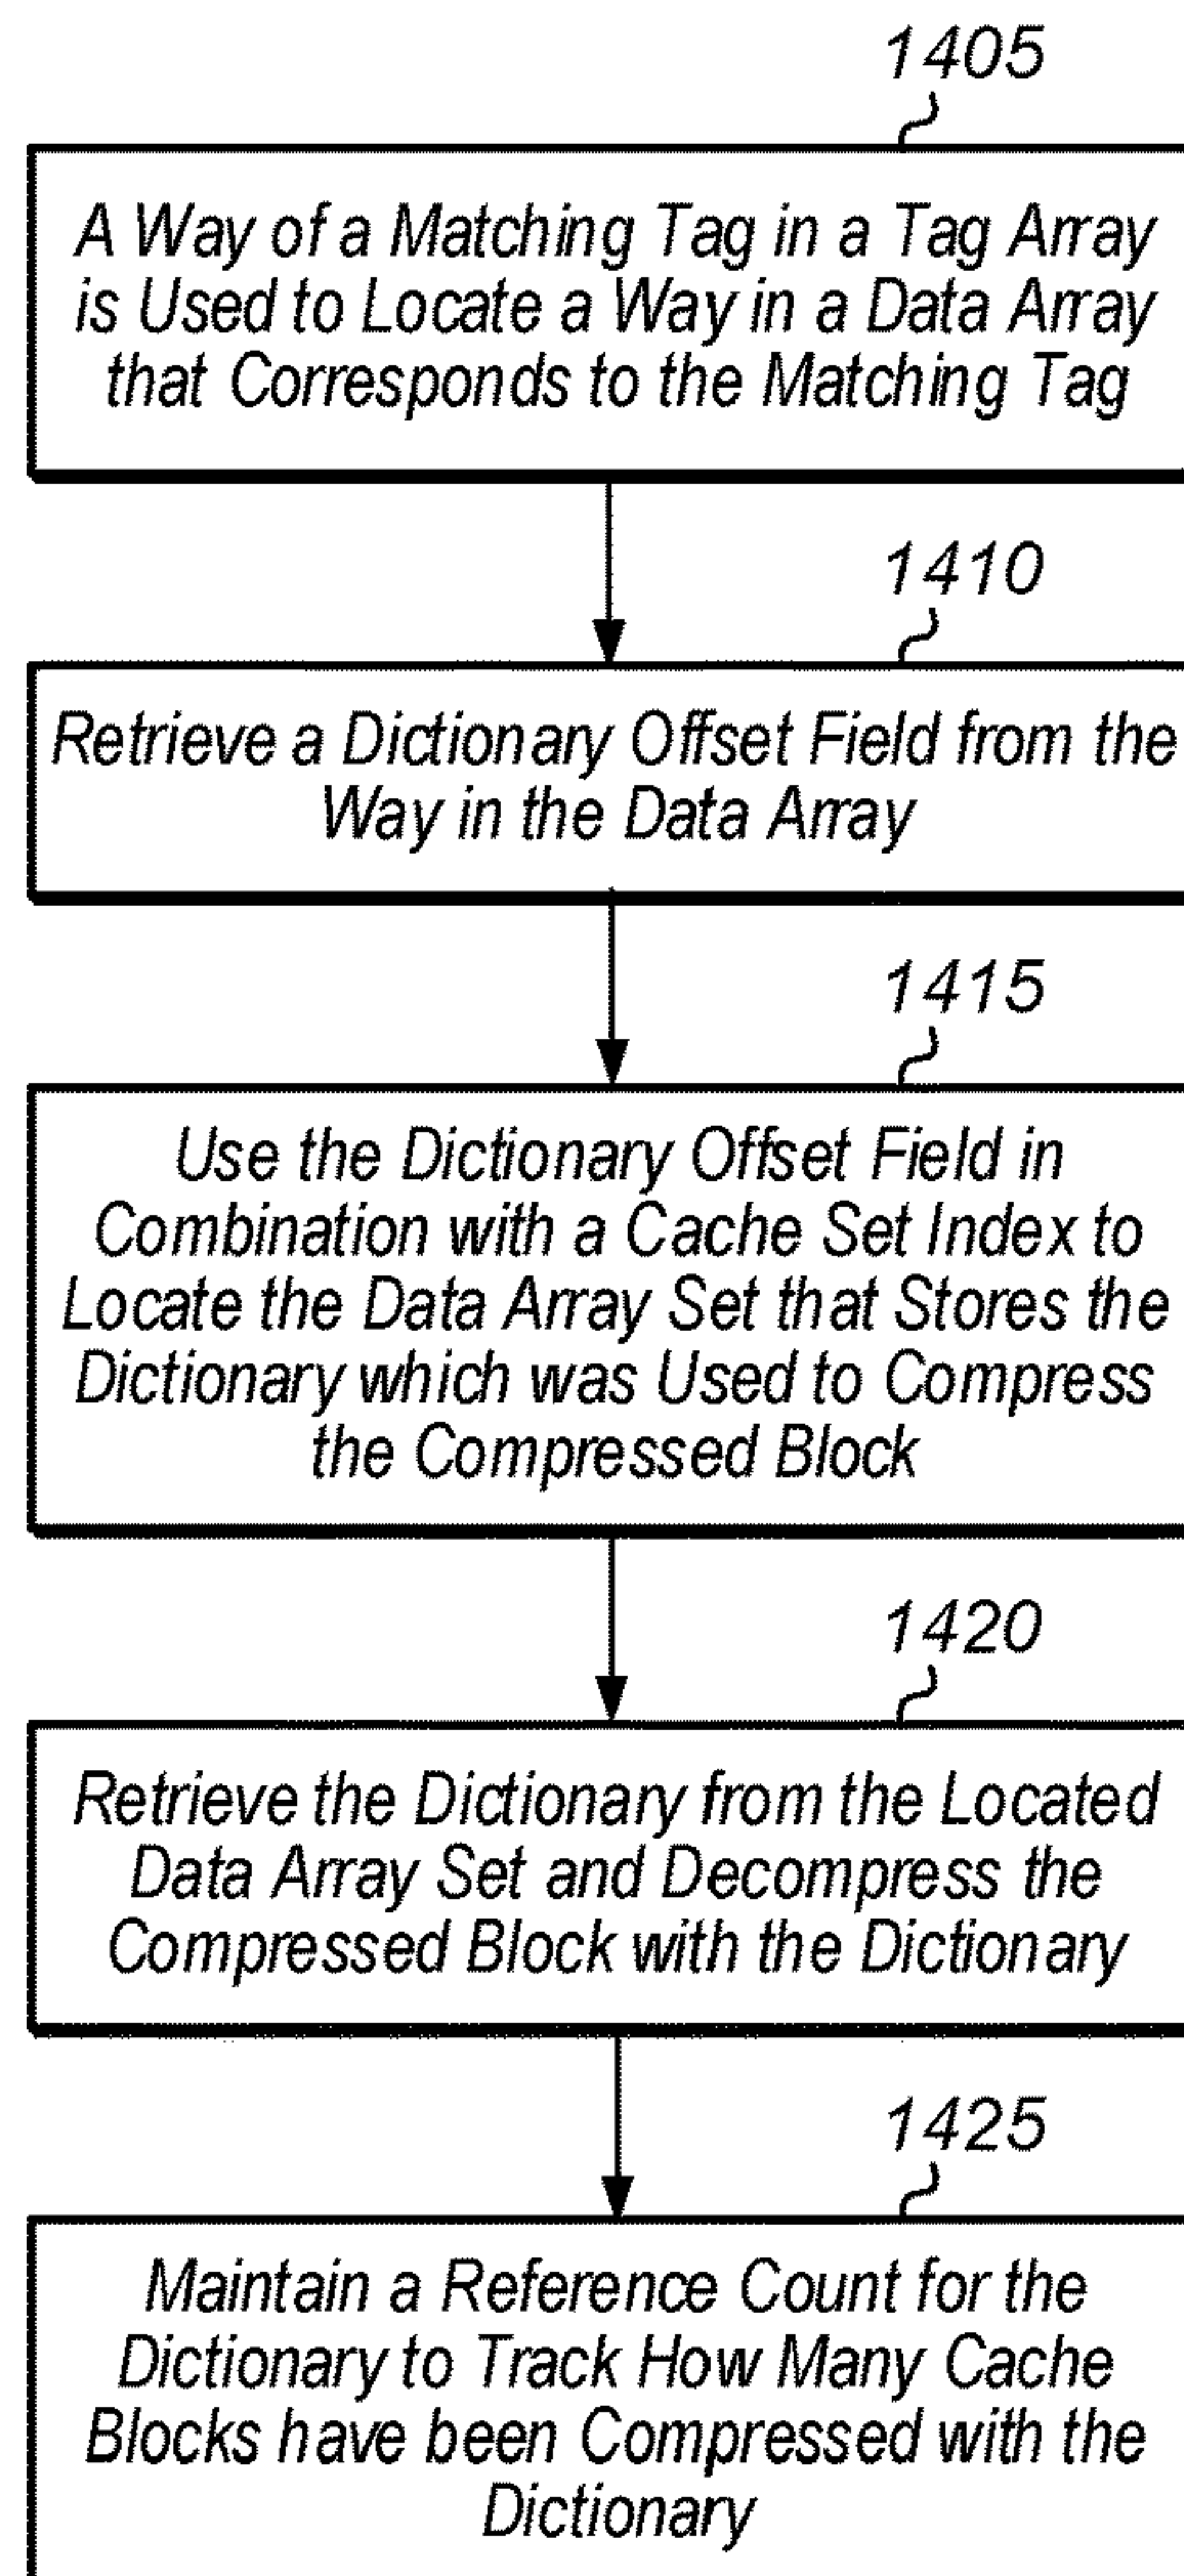 1405
A Way of a Matching Tag in a Tag Array
is Used to Locate a Way in a Data Array
that Corresponds to the Matching Tag
1410
Retrieve a Dictionary Offset Field from the
Way in the Data Array
1415
Use the Dictionary Offset Field in
Combination with a Cache Set Index to
Locate the Data Array Set that Stores the
Dictionary which was Used to Compress
the Compressed Block
1420
Retrieve the Dictionary from the Located
Data Array Set and Decompress the
Compressed Block with the Dictionary
1425
Maintain a Reference Count for the
Dictionary to Track How Many Cache
Blocks have been Compressed with the
Dictionary